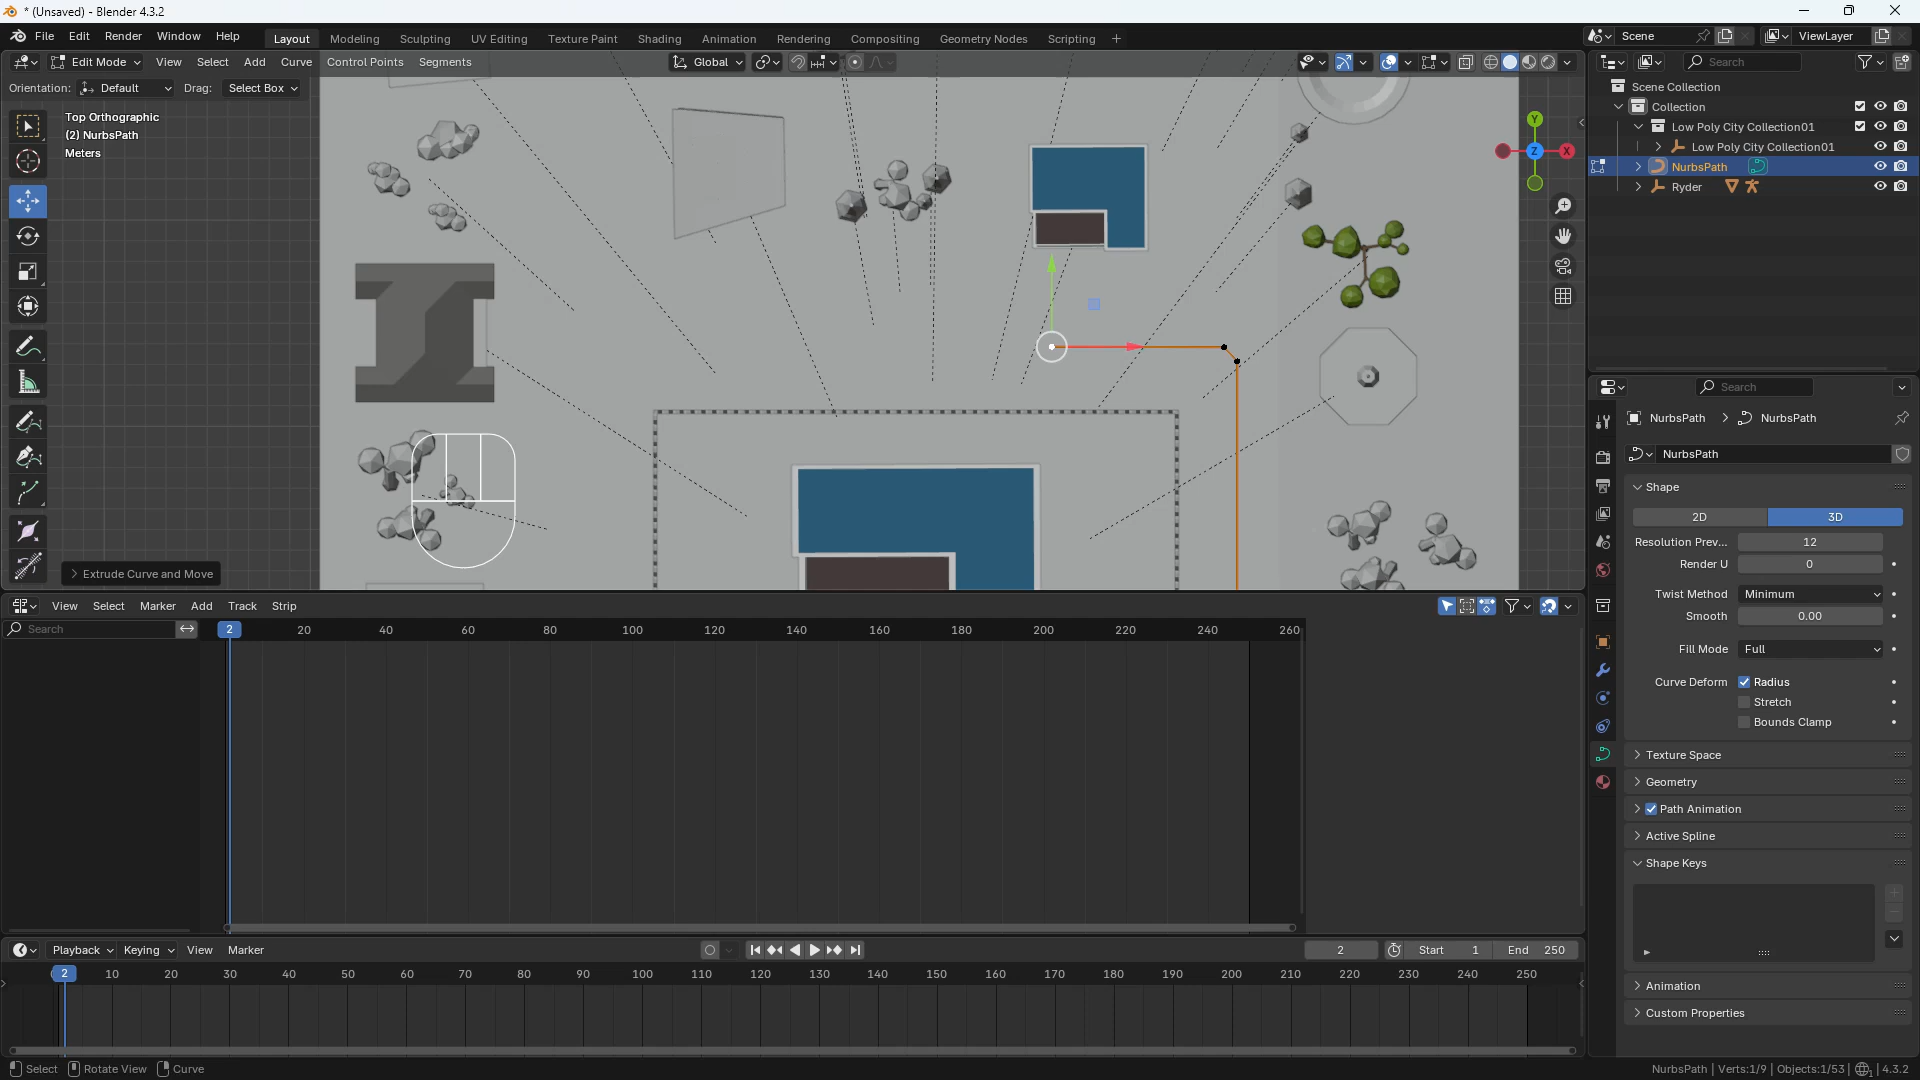 * (Unsaved) - Blender 4.3.2
File Edit Render Window Help
Layout Modeling Sculpting UV Editing Texture Paint Shading Animation Rendering Compositing Geometry Nodes Scripting +
Scene
ViewLayer
Edit Mode View Select Add Curve Control Points Segments
Global
Search
Orientation: Default Drag: Select Box
Top Orthographic
(2) NurbsPath
Meters
Y
X
Z
Scene Collection
Collection
Low Poly City Collection01
Low Poly City Collection01
NurbsPath
Ryder
Extrude Curve and Move
Search
NurbsPath > NurbsPath
NurbsPath
Shape
2D 3D
Resolution Prev... 12
Render U 0
Twist Method Minimum
Smooth 0.00
Fill Mode Full
Curve Deform Radius
Stretch
Bounds Clamp
Texture Space
Geometry
Path Animation
Active Spline
Shape Keys
Animation
Custom Properties
View Select Marker Add Track Strip
Search
2 20 40 60 80 100 120 140 160 180 200 220 240 260
Playback Keying View Marker
2 Start 1 End 250
2 10 20 30 40 50 60 70 80 90 100 110 120 130 140 150 160 170 180 190 200 210 220 230 240 250
Select Rotate View Curve
NurbsPath | Verts:1/9 | Objects:1/53 | 4.3.2